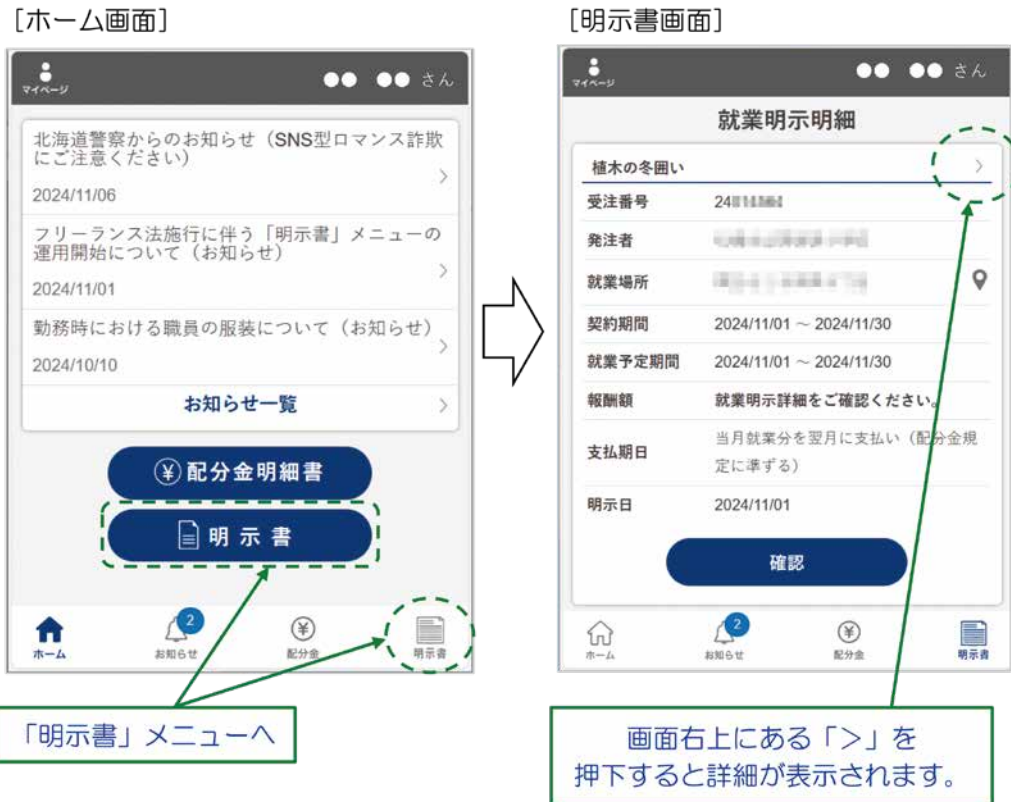 [ホーム画面]
マイページ
●● ●● さん
北海道警察からのお知らせ（SNS型ロマンス詐欺
にご注意ください）
2024/11/06
フリーランス法施行に伴う「明示書」メニューの
運用開始について（お知らせ）
2024/11/01
勤務時における職員の服装について（お知らせ）
2024/10/10
お知らせ一覧
¥配分金明細書
明示書
ホーム
2
お知らせ
¥
配分金
明示書
「明示書」メニューへ
[明示書画面]
マイページ
●● ●● さん
就業明示明細
植木の冬囲い >
受注番号 24
発注者
就業場所
契約期間 2024/11/01 ～ 2024/11/30
就業予定期間 2024/11/01 ～ 2024/11/30
報酬額 就業明示詳細をご確認ください。
支払期日 当月就業分を翌月に支払い（配分金規
定に準ずる）
明示日 2024/11/01
確認
ホーム
2
お知らせ
¥
配分金
明示書
画面右上にある「＞」を
押下すると詳細が表示されます。